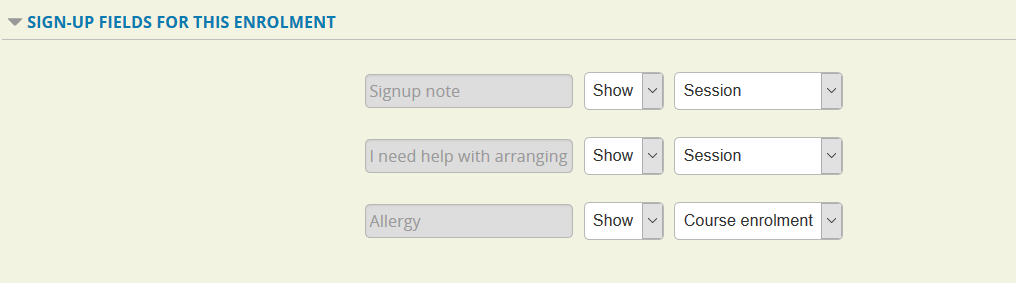 SIGN-UP FIELDS FOR THIS ENROLMENT
Signup note Show Session
I need help with arranging Show Session
Allergy Show Course enrolment